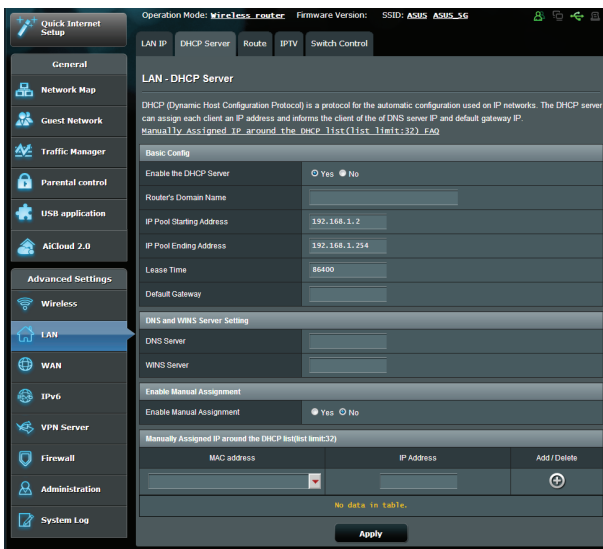 Quick Internet
Setup
General
Network Map
Guest Network
Traffic Manager
Parental control
USB application
AiCloud 2.0
Advanced Settings
Wireless
LAN
WAN
IPv6
VPN Server
Firewall
Administration
System Log
Operation Mode: Wireless router Firmware Version: SSID: ASUS ASUS_5G
LAN IP DHCP Server Route IPTV Switch Control
LAN - DHCP Server
DHCP (Dynamic Host Configuration Protocol) is a protocol for the automatic configuration used on IP networks. The DHCP server
can assign each client an IP address and informs the client of the of DNS server IP and default gateway IP.
Manually Assigned IP around the DHCP list(list limit:32) FAQ
Basic Config
Enable the DHCP Server Yes No
Router's Domain Name
IP Pool Starting Address 192.168.1.2
IP Pool Ending Address 192.168.1.254
Lease Time 86400
Default Gateway
DNS and WINS Server Setting
DNS Server
WINS Server
Enable Manual Assignment
Enable Manual Assignment Yes No
Manually Assigned IP around the DHCP list(list limit:32)
MAC address IP Address Add / Delete
No data in table.
Apply